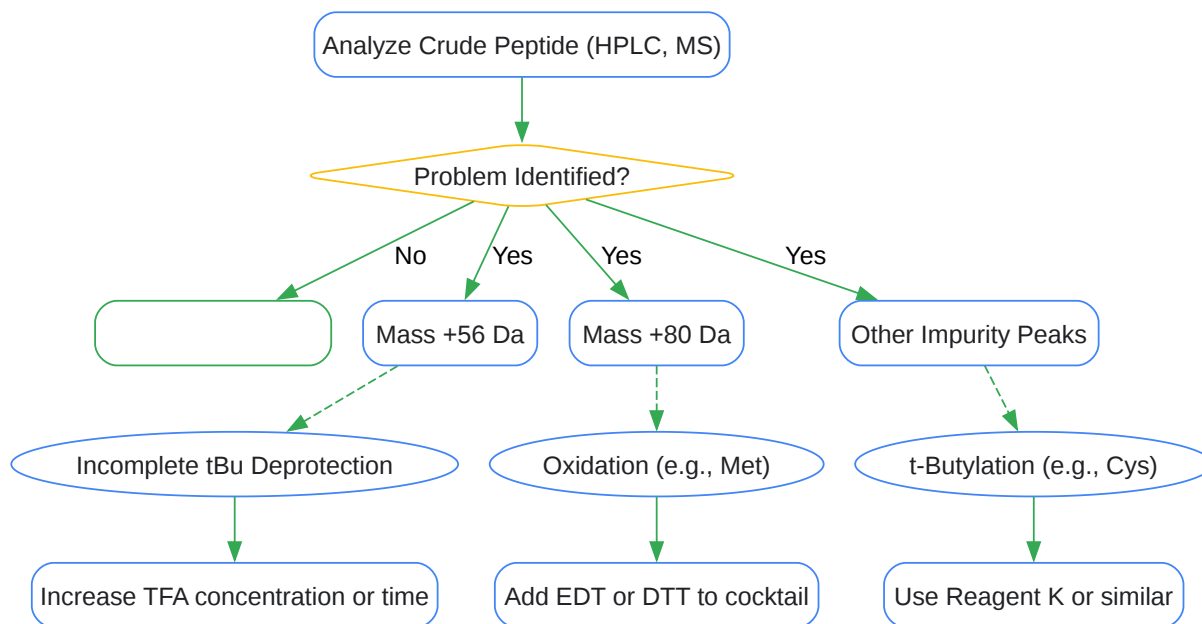 Analyze Crude Peptide (HPLC, MS)
Problem Identified?
No
Yes
Yes
Yes
Mass +56 Da
Mass +80 Da
Other Impurity Peaks
Incomplete tBu Deprotection
Oxidation (e.g., Met)
t-Butylation (e.g., Cys)
Increase TFA concentration or time
Add EDT or DTT to cocktail
Use Reagent K or similar